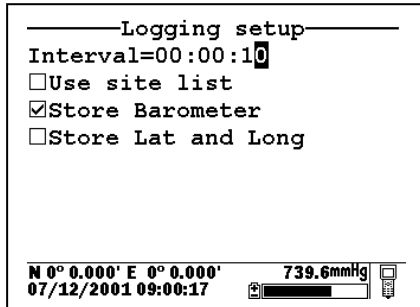 Logging setup
Interval=00:00:10
Use site list
Store Barometer
Store Lat and Long
N 0° 0.000' E 0° 0.000' 739.6mmHg
07/12/2001 09:00:17